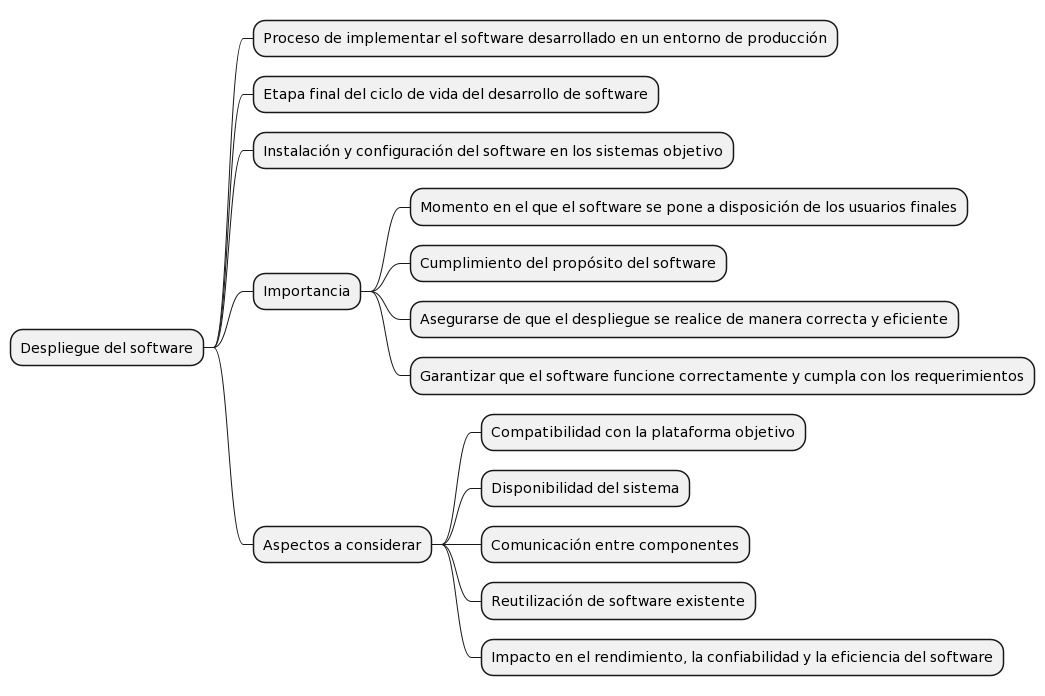 Despliegue del software
Proceso de implementar el software desarrollado en un entorno de producción
Etapa final del ciclo de vida del desarrollo de software
Instalación y configuración del software en los sistemas objetivo
Importancia
Momento en el que el software se pone a disposición de los usuarios finales
Cumplimiento del propósito del software
Asegurarse de que el despliegue se realice de manera correcta y eficiente
Garantizar que el software funcione correctamente y cumpla con los requerimientos
Aspectos a considerar
Compatibilidad con la plataforma objetivo
Disponibilidad del sistema
Comunicación entre componentes
Reutilización de software existente
Impacto en el rendimiento, la confiabilidad y la eficiencia del software